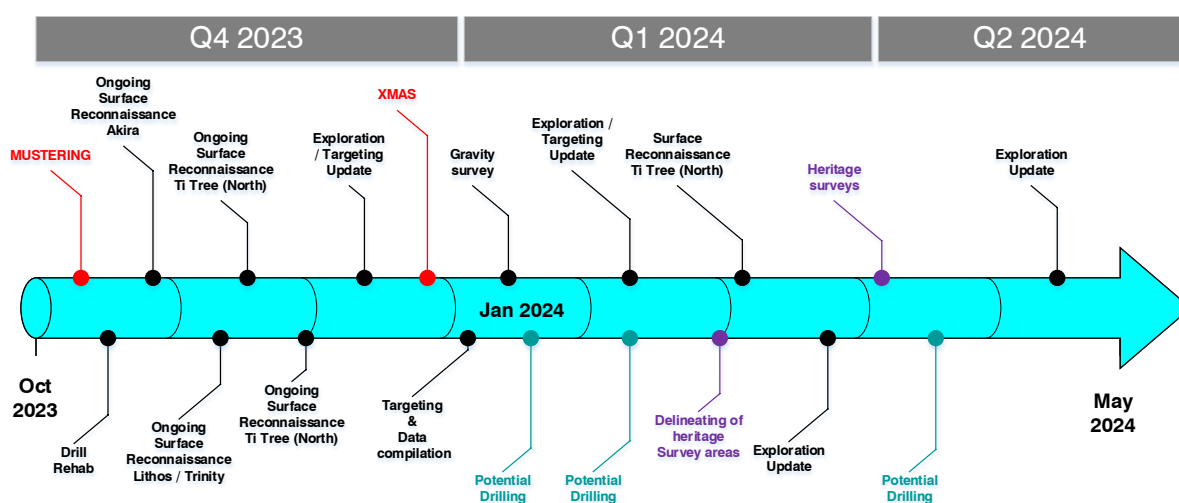 Q4 2023
Q1 2024
Q2 2024
MUSTERING
Ongoing
Surface
Reconnaissance
Akira
Ongoing
Surface
Reconnaissance
Ti Tree (North)
Exploration
/ Targeting
Update
XMAS
Gravity
survey
Exploration /
Targeting
Update
Surface
Reconnaissance
Ti Tree (North)
Heritage
surveys
Exploration
Update
Jan 2024
Oct
2023
Drill
Rehab
Ongoing
Surface
Reconnaissance
Lithos / Trinity
Ongoing
Surface
Reconnaissance
Ti Tree (North)
Targeting
&
Data
compilation
Potential
Drilling
Potential
Drilling
Delineating of
heritage
Survey areas
Exploration
Update
Potential
Drilling
May
2024